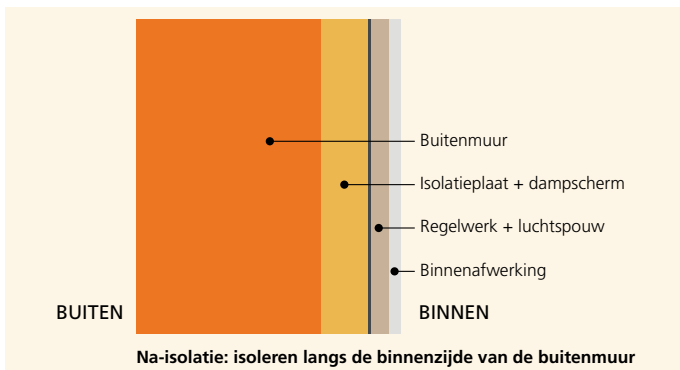 Buitenmuur
Isolatieplaat + dampscherm
Regelwerk + luchtspouw
Binnenafwerking
BUITEN
BINNEN
Na-isolatie: isoleren langs de binnenzijde van de buitenmuur